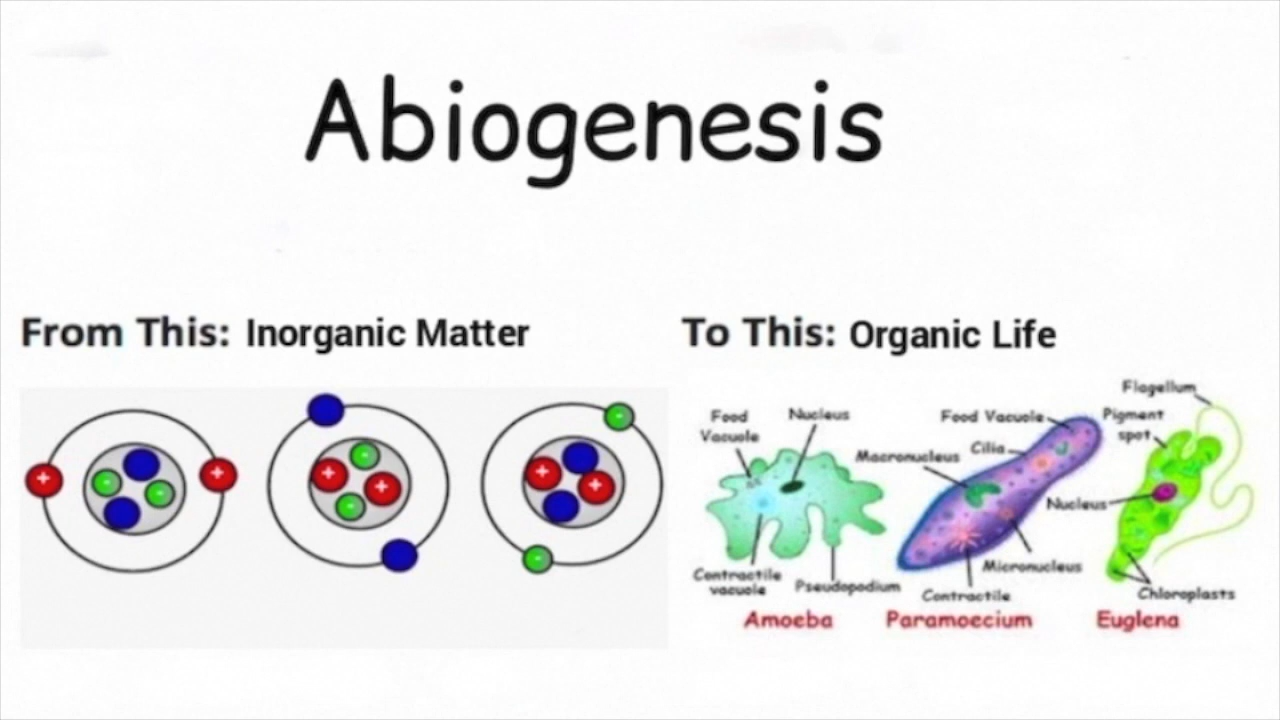 Abiogenesis
From This: Inorganic Matter
To This: Organic Life
+
+
+
+
+
+
Food
Vacuole
Nucleus
Contractile
vacuole
Pseudopodium
Amoeba
Food Vacuole
Cilia
Macronucleus
Micronucleus
Contractile
Paramoecium
Flagellum
Pigment
spot
Nucleus
Chloroplasts
Euglena